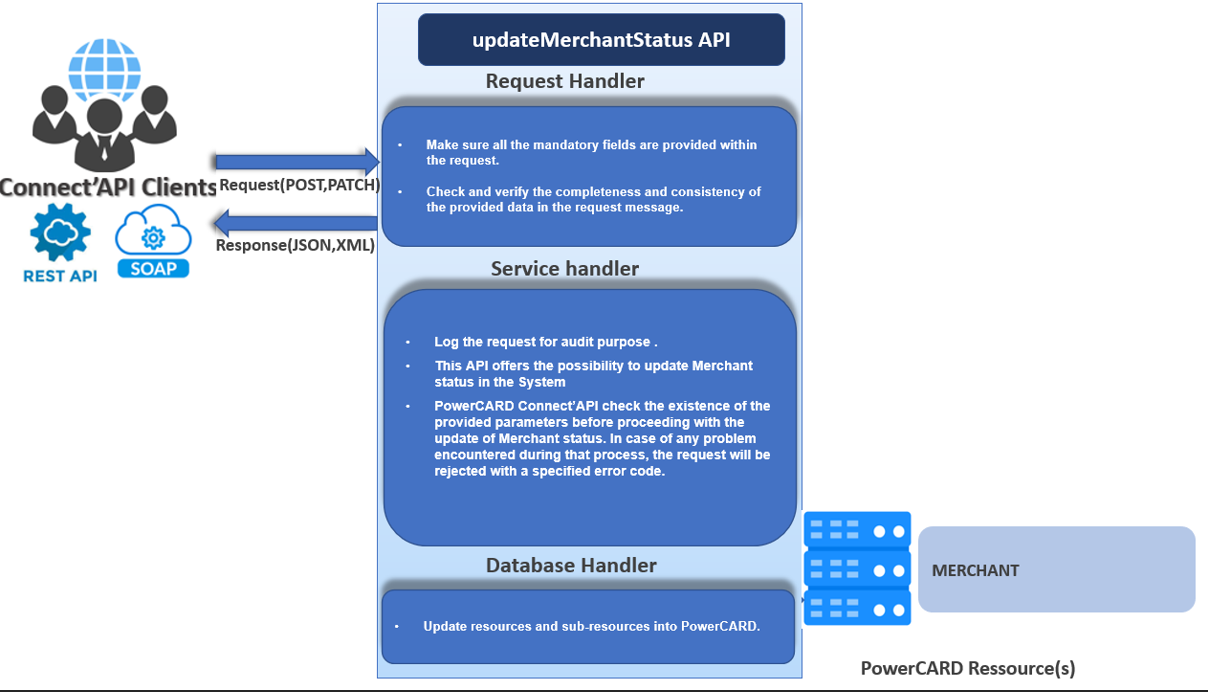 updateMerchantStatus API
Request Handler
• Make sure all the mandatory fields are provided within
the request.
• Check and verify the completeness and consistency of
the provided data in the request message.
Connect'API Clients
Request(POST,PATCH)
Response(JSON,XML)
REST API
SOAP
Service handler
• Log the request for audit purpose .
• This API offers the possibility to update Merchant
status in the System
• PowerCARD Connect'API check the existence of the
provided parameters before proceeding with the
update of Merchant status. In case of any problem
encountered during that process, the request will be
rejected with a specified error code.
Database Handler
• Update resources and sub-resources into PowerCARD.
MERCHANT
PowerCARD Ressource(s)